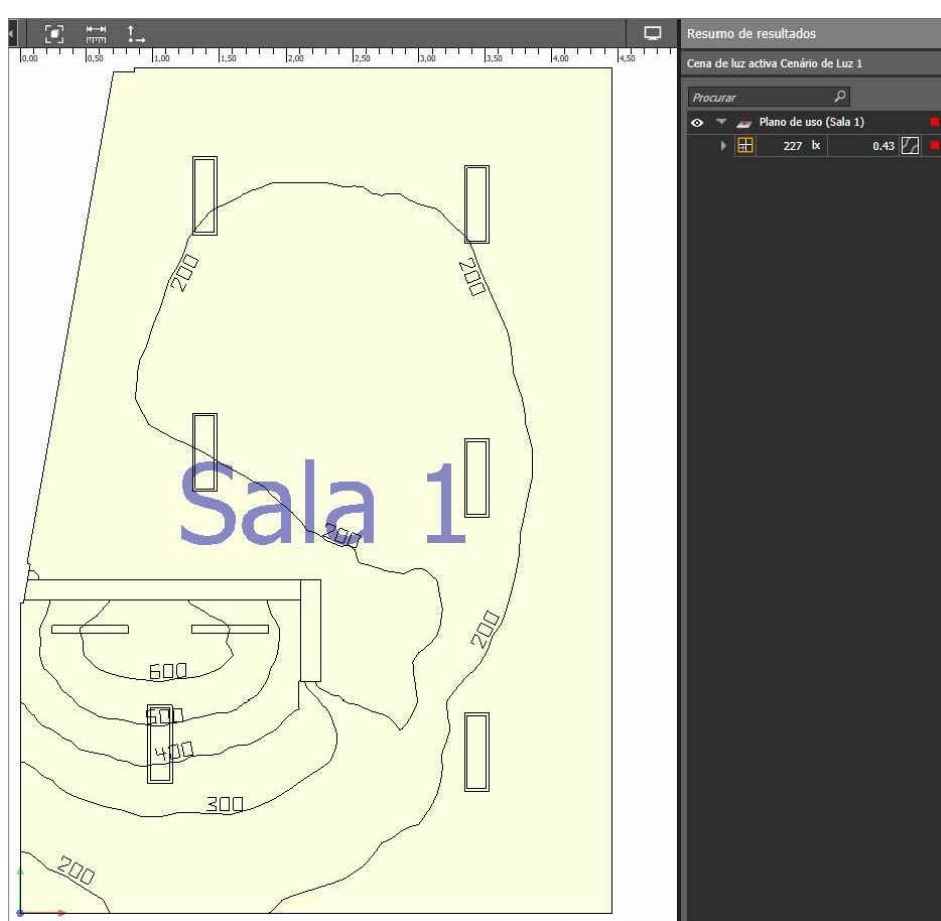 Resumo de resultados
0,00 0,50 1,00 1,50 2,00 2,50 3,00 3,50 4,00 4,50
Cena de luz activa Cenário de Luz 1
Procurar
Plano de uso (Sala 1)
227 lx 0.43
200 200
Sala 1
200
200
600
500
400
300
200